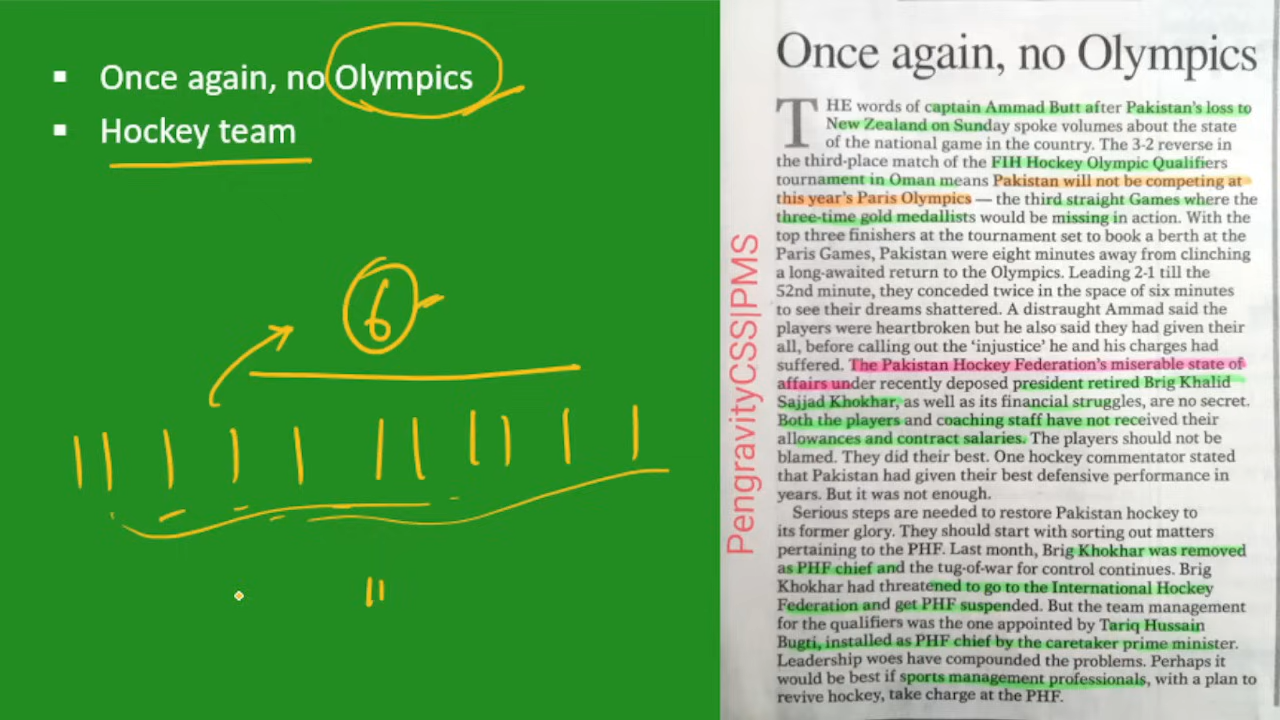 ▪ Once again, no Olympics
▪ Hockey team
6
11
PengravityCSS|PMS
Once again, no Olympics
THE words of captain Ammad Butt after Pakistan's loss to
New Zealand on Sunday spoke volumes about the state
of the national game in the country. The 3-2 reverse in
the third-place match of the FIH Hockey Olympic Qualifiers
tournament in Oman means Pakistan will not be competing at
this year's Paris Olympics — the third straight Games where the
three-time gold medallists would be missing in action. With the
top three finishers at the tournament set to book a berth at the
Paris Games, Pakistan were eight minutes away from clinching
a long-awaited return to the Olympics. Leading 2-1 till the
52nd minute, they conceded twice in the space of six minutes
to see their dreams shattered. A distraught Ammad said the
players were heartbroken but he also said they had given their
all, before calling out the 'injustice' he and his charges had
suffered. The Pakistan Hockey Federation's miserable state of
affairs under recently deposed president retired Brig Khalid
Sajjad Khokhar, as well as its financial struggles, are no secret.
Both the players and coaching staff have not received their
allowances and contract salaries. The players should not be
blamed. They did their best. One hockey commentator stated
that Pakistan had given their best defensive performance in
years. But it was not enough.
Serious steps are needed to restore Pakistan hockey to
its former glory. They should start with sorting out matters
pertaining to the PHF. Last month, Brig Khokhar was removed
as PHF chief and the tug-of-war for control continues. Brig
Khokhar had threatened to go to the International Hockey
Federation and get PHF suspended. But the team management
for the qualifiers was the one appointed by Tariq Hussain
Bugti, installed as PHF chief by the caretaker prime minister.
Leadership woes have compounded the problems. Perhaps it
would be best if sports management professionals, with a plan to
revive hockey, take charge at the PHF.